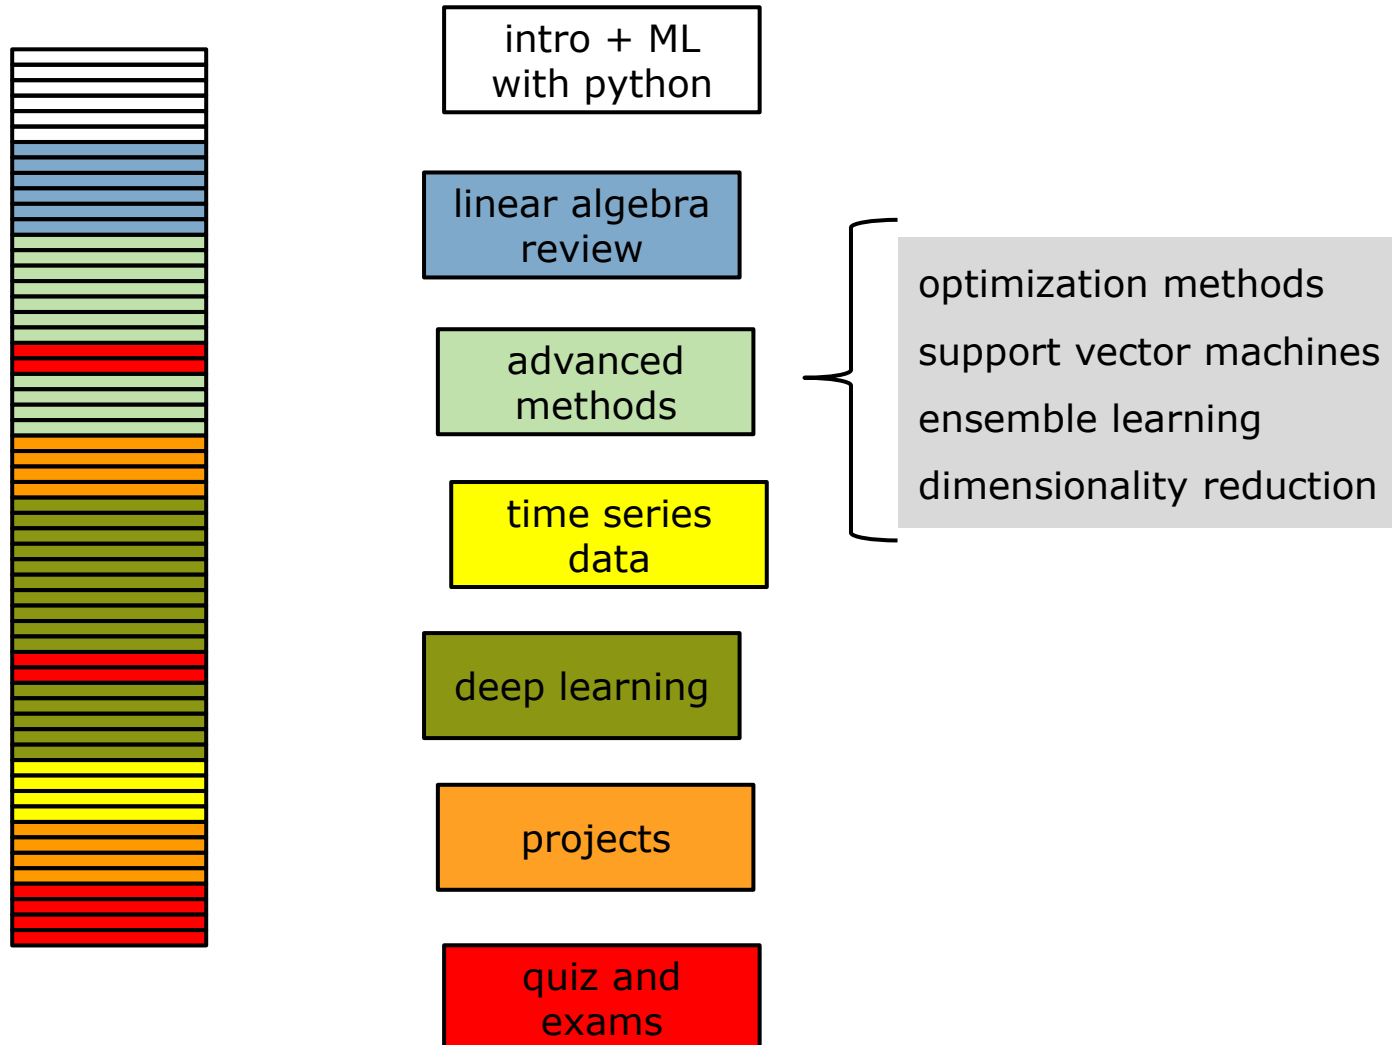 intro + ML
with python
linear algebra
review
advanced
methods
optimization methods
support vector machines
ensemble learning
dimensionality reduction
time series
data
deep learning
projects
quiz and
exams